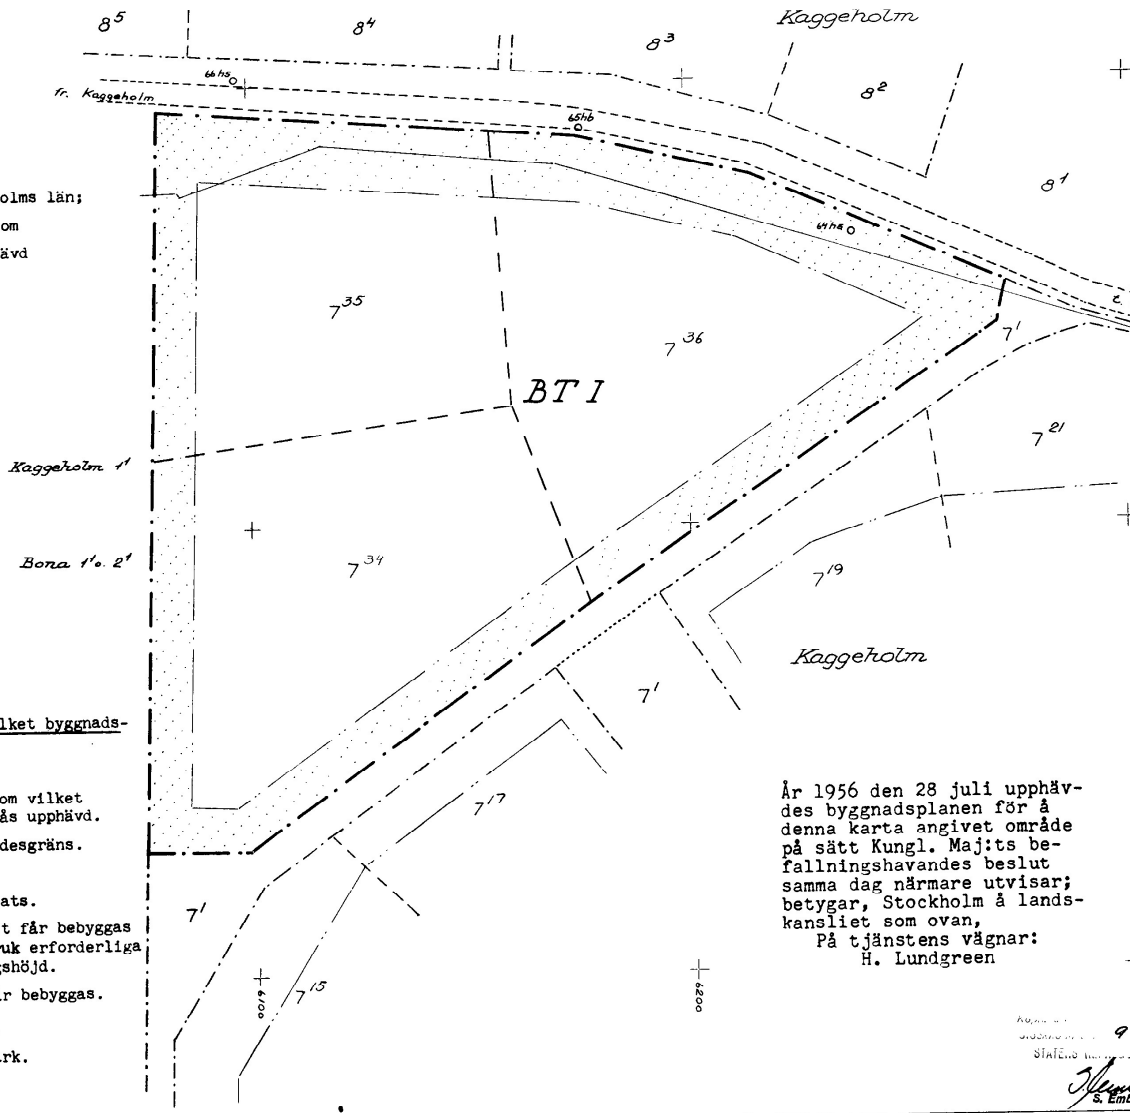 8⁵
8⁴
Kaggeholm
8³
8²
66 hs
fr. Kaggeholm
65hb
8¹
olms län;
om
ävd
64hs
7³⁵
7³⁶
7¹
BT I
7²¹
Kaggeholm 1¹
Bona 1¹ o. 2¹
7³⁴
7¹⁹
Kaggeholm
7¹
lket byggnads-
om vilket
ås upphävd.
desgräns.
ats.
t får bebyggas
uk erforderliga
gshöjd.
r bebyggas.
rk.
7¹⁷
7¹
7¹⁵
6100
6200
År 1956 den 28 juli upphäv-
des byggnadsplanen för å
denna karta angivet område
på sätt Kungl. Maj:ts be-
fallningshavandes beslut
samma dag närmare utvisar;
betygar, Stockholm å lands-
kansliet som ovan,
På tjänstens vägnar:
H. Lundgreen
9
STATENS